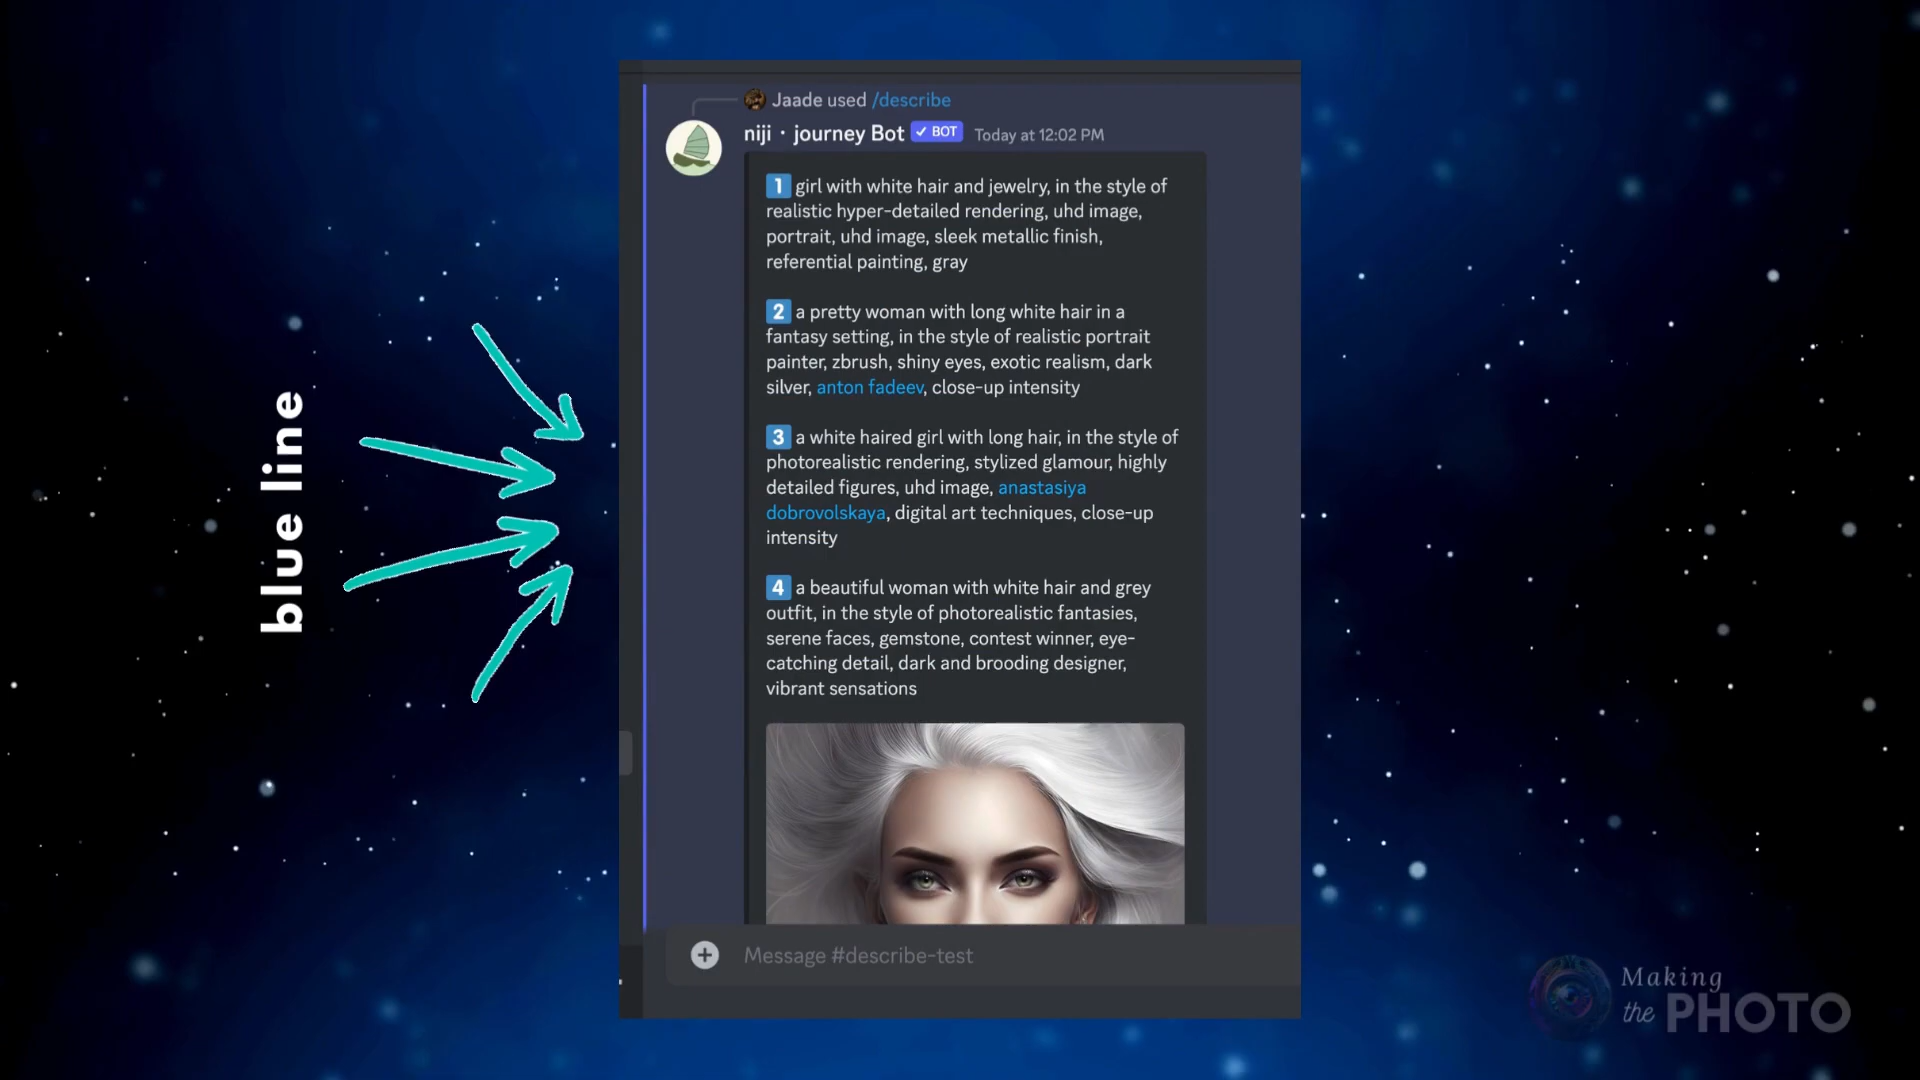 blue line
Jaade used /describe
niji · journey Bot ✓ BOT Today at 12:02 PM
1 girl with white hair and jewelry, in the style of
realistic hyper-detailed rendering, uhd image,
portrait, uhd image, sleek metallic finish,
referential painting, gray
2 a pretty woman with long white hair in a
fantasy setting, in the style of realistic portrait
painter, zbrush, shiny eyes, exotic realism, dark
silver, anton fadeev, close-up intensity
3 a white haired girl with long hair, in the style of
photorealistic rendering, stylized glamour, highly
detailed figures, uhd image, anastasiya
dobrovolskaya, digital art techniques, close-up
intensity
4 a beautiful woman with white hair and grey
outfit, in the style of photorealistic fantasies,
serene faces, gemstone, contest winner, eye-
catching detail, dark and brooding designer,
vibrant sensations
Message #describe-test
Making
the PHOTO